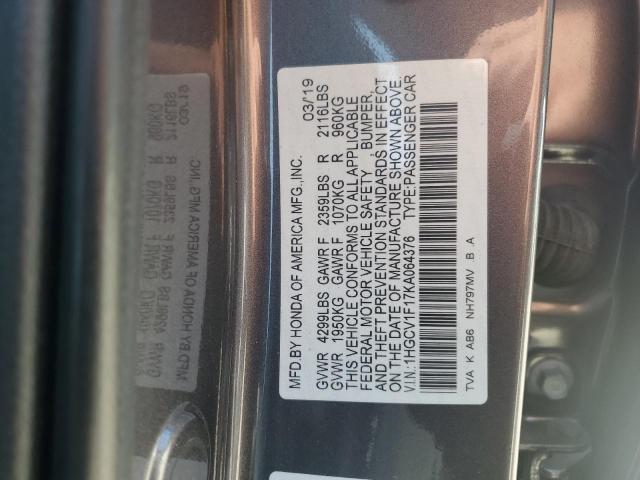 MFD.BY HONDA OF AMERICA MFG.,INC. 03/19
GVWR 4299LBS GAWR F 2359LBS R 2116LBS
GVWR 1950KG GAWR F 1070KG R 960KG
THIS VEHICLE CONFORMS TO ALL APPLICABLE
FEDERAL MOTOR VEHICLE SAFETY , BUMPER,
AND THEFT PREVENTION STANDARDS IN EFFECT
ON THE DATE OF MANUFACTURE SHOWN ABOVE.
V.I.N.:1HGCV1F17KA064376 TYPE:PASSENGER CAR
TVA K AB6 NH797MV B A